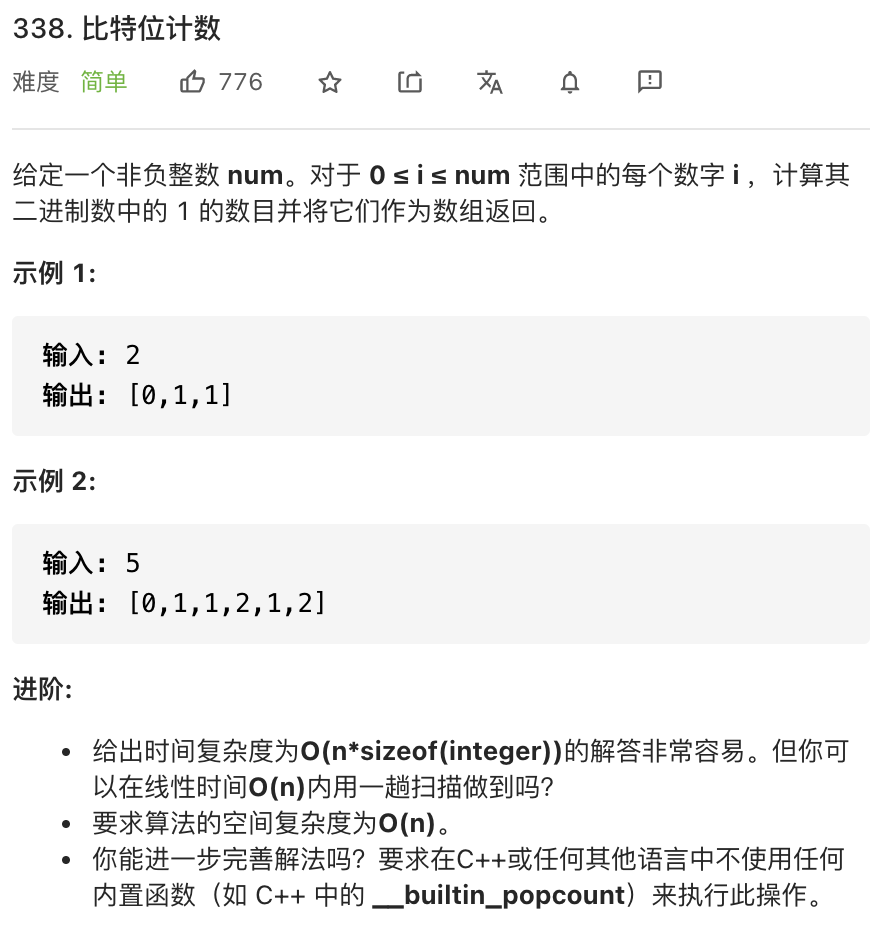 338. 比特位计数
难度 简单 776
给定一个非负整数 num。对于 0 ≤ i ≤ num 范围中的每个数字 i ，计算其
二进制数中的 1 的数目并将它们作为数组返回。
示例 1:
输入: 2
输出: [0,1,1]
示例 2:
输入: 5
输出: [0,1,1,2,1,2]
进阶:
• 给出时间复杂度为O(n*sizeof(integer))的解答非常容易。但你可
以在线性时间O(n)内用一趟扫描做到吗？
• 要求算法的空间复杂度为O(n)。
• 你能进一步完善解法吗？要求在C++或任何其他语言中不使用任何
内置函数（如 C++ 中的 __builtin_popcount）来执行此操作。